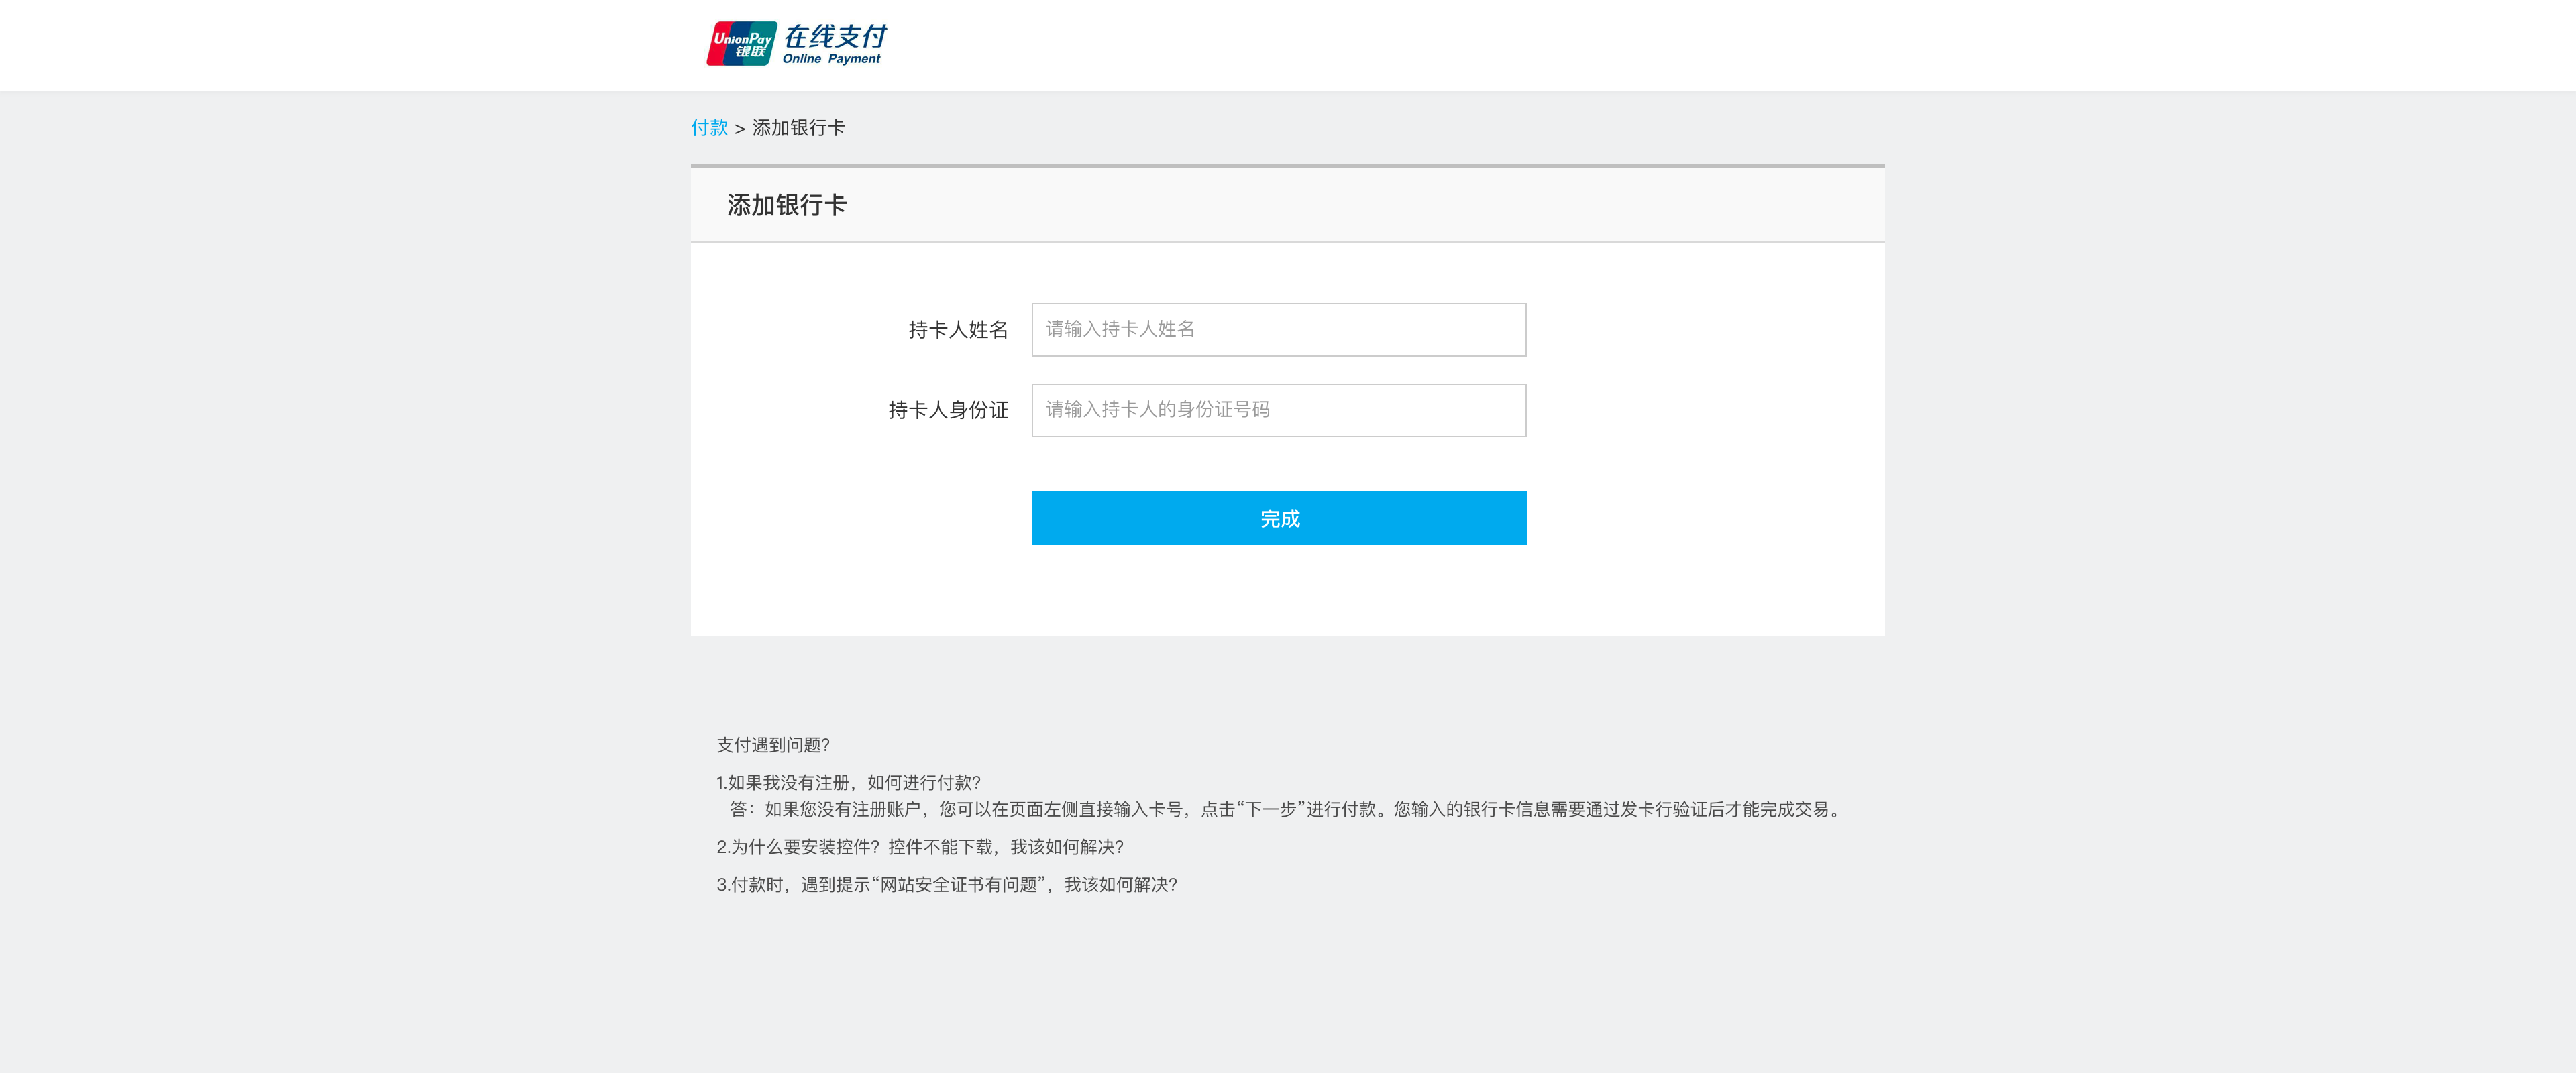 UnionPay
银联
在线支付
Online Payment
付款 > 添加银行卡
添加银行卡
持卡人姓名
请输入持卡人姓名
持卡人身份证
请输入持卡人的身份证号码
完成
支付遇到问题?
1.如果我没有注册，如何进行付款?
答：如果您没有注册账户，您可以在页面左侧直接输入卡号，点击“下一步”进行付款。您输入的银行卡信息需要通过发卡行验证后才能完成交易。
2.为什么要安装控件？控件不能下载，我该如何解决?
3.付款时，遇到提示“网站安全证书有问题”，我该如何解决?